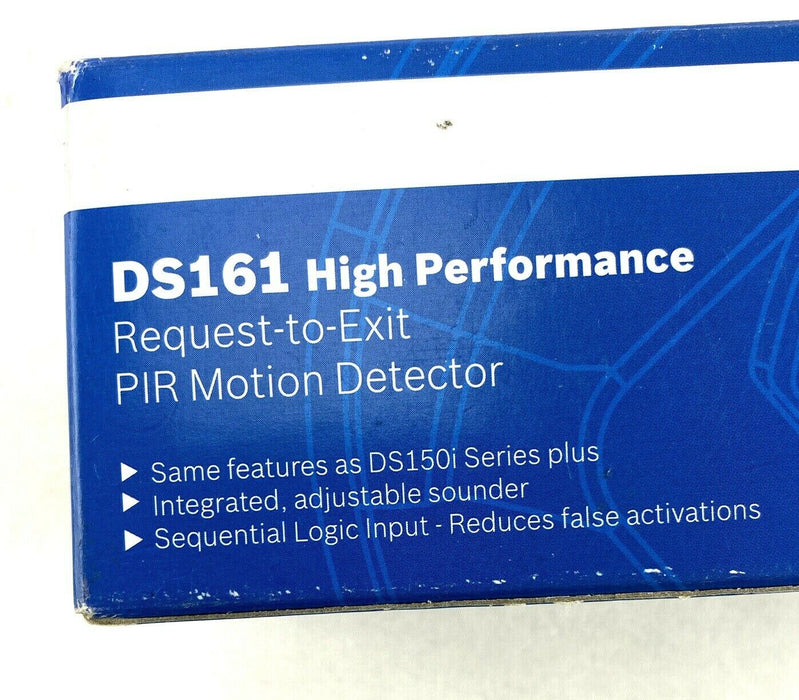 DS161 High Performance
Request-to-Exit
PIR Motion Detector
▶ Same features as DS150i Series plus
▶ Integrated, adjustable sounder
▶ Sequential Logic Input - Reduces false activations